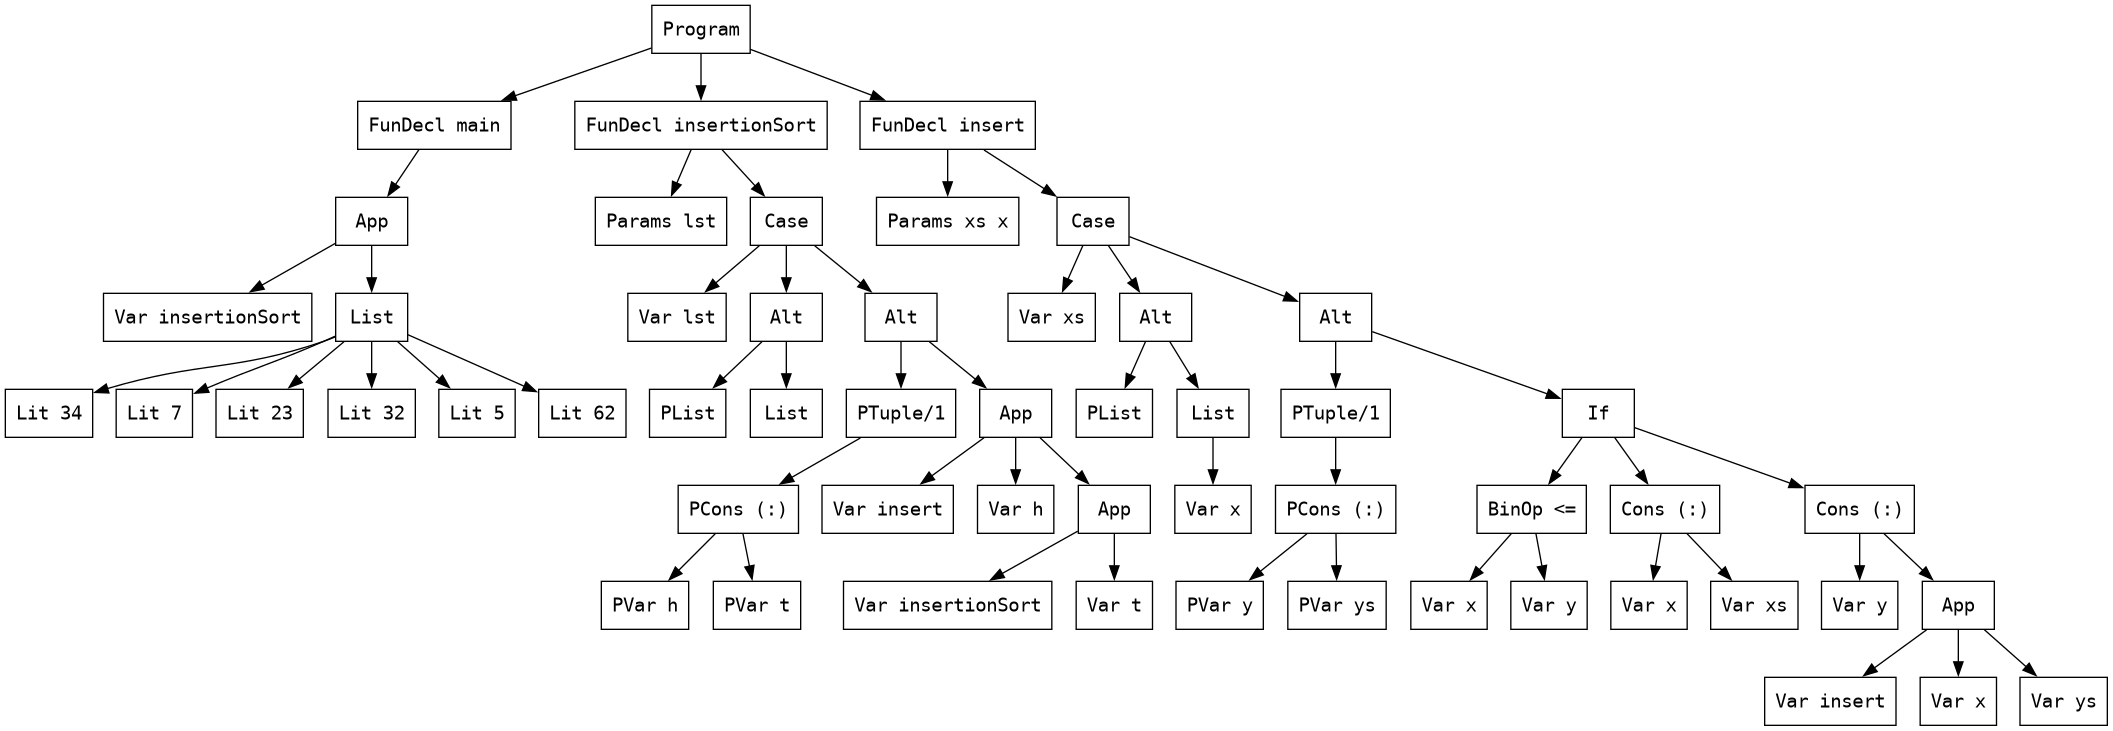 Program
FunDecl main
FunDecl insertionSort
FunDecl insert
App
Params lst
Case
Params xs x
Case
Var insertionSort
List
Var lst
Alt
Alt
Var xs
Alt
Alt
Lit 34
Lit 7
Lit 23
Lit 32
Lit 5
Lit 62
PList
List
PTuple/1
App
PList
List
PTuple/1
If
PCons (:)
Var insert
Var h
App
Var x
PCons (:)
BinOp <=
Cons (:)
Cons (:)
PVar h
PVar t
Var insertionSort
Var t
PVar y
PVar ys
Var x
Var y
Var x
Var xs
Var y
App
Var insert
Var x
Var ys